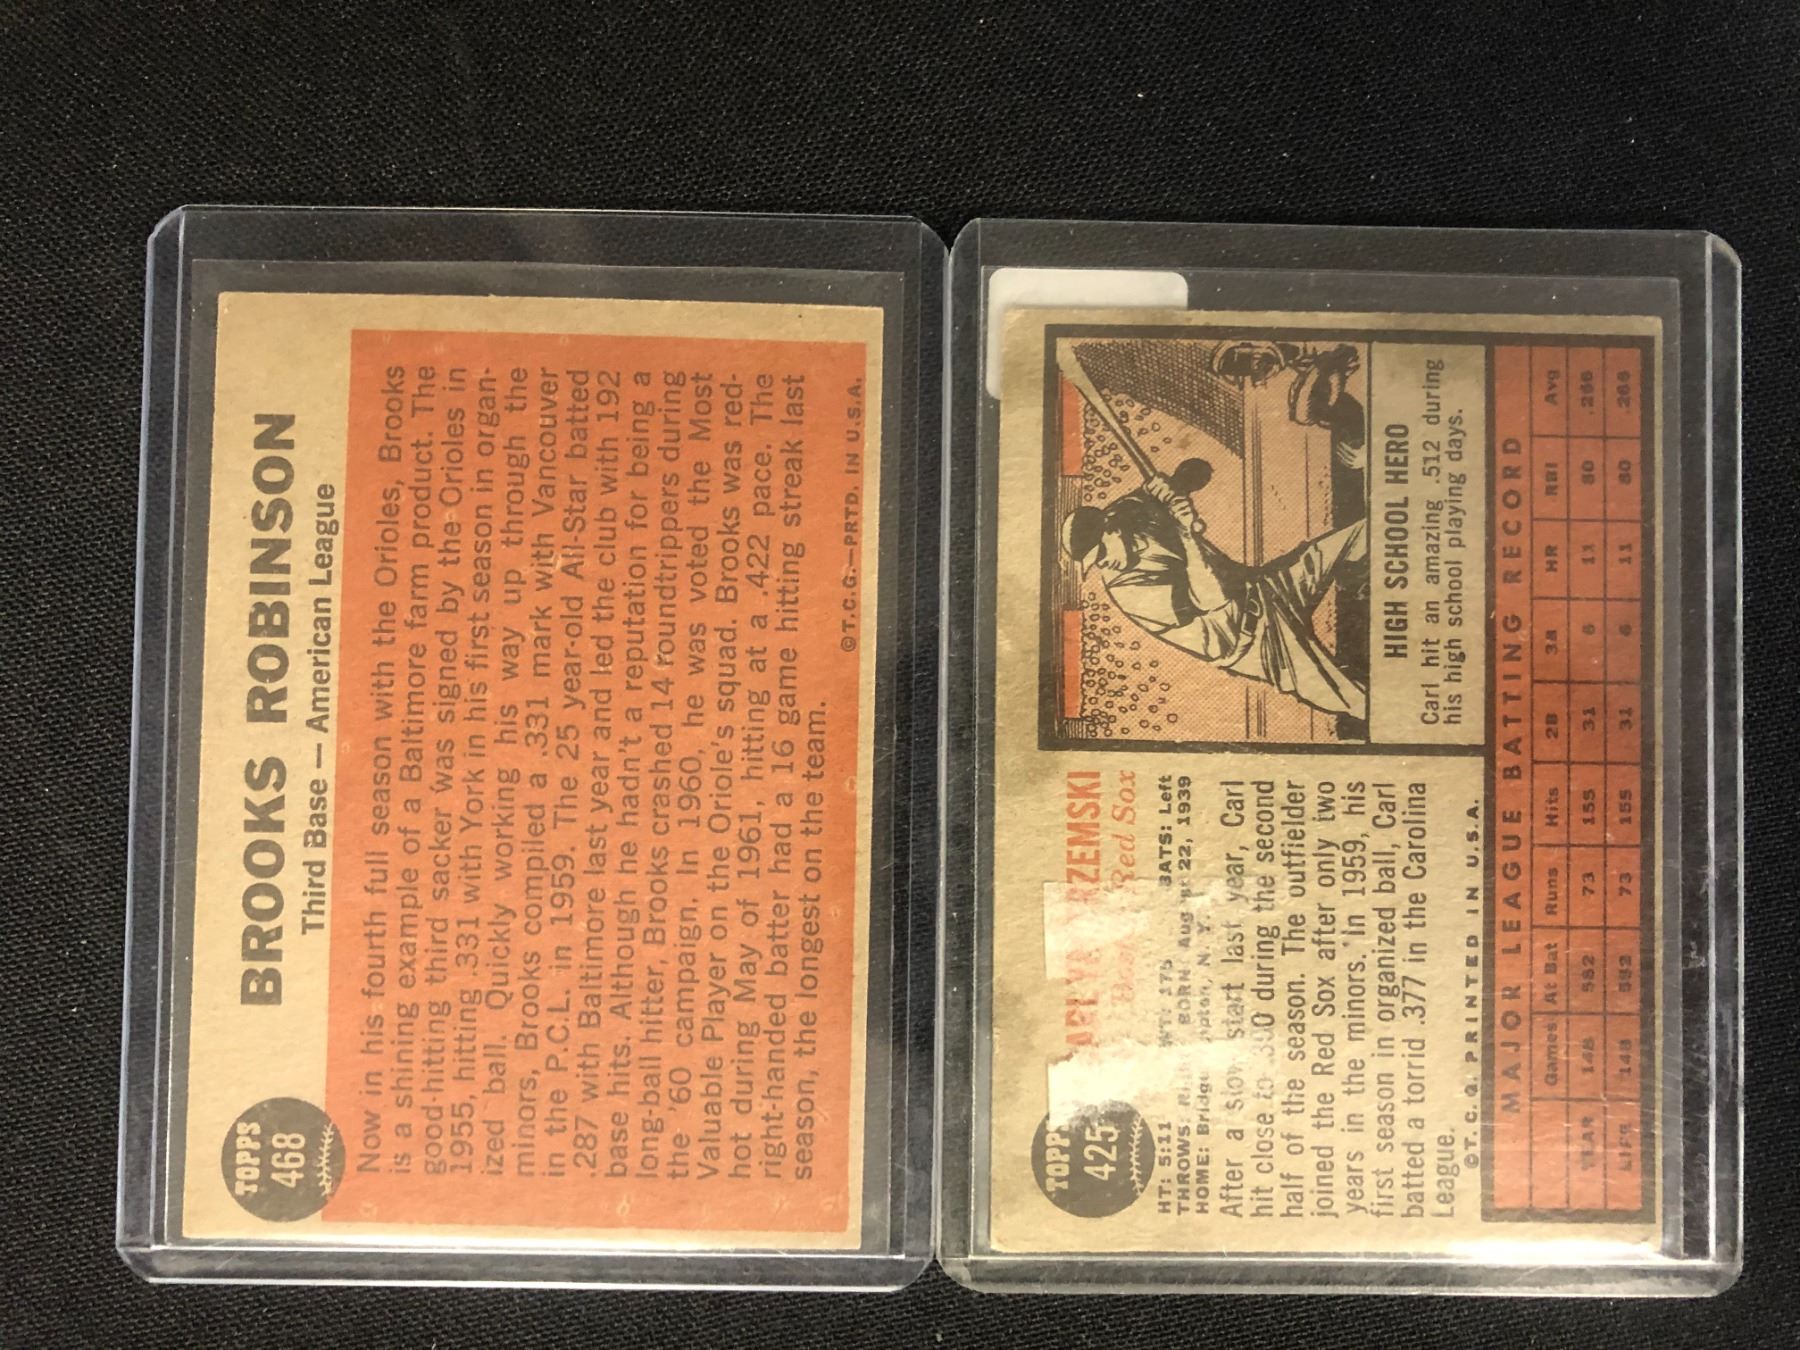 TOPPS
468
BROOKS ROBINSON
Third Base — American League
Now in his fourth full season with the Orioles, Brooks
is a shining example of a Baltimore farm product. The
good-hitting third sacker was signed by the Orioles in
1955, hitting .331 with York in his first season in organ-
ized ball. Quickly working his way up through the
minors, Brooks compiled a .331 mark with Vancouver
in the P.C.L. in 1959. The 25 year-old All-Star batted
.287 with Baltimore last year and led the club with 192
base hits. Although he hadn't a reputation for being a
long-ball hitter, Brooks crashed 14 roundtrippers during
the '60 campaign. In 1960, he was voted the Most
Valuable Player on the Oriole's squad. Brooks was red-
hot during May of 1961, hitting at a .422 pace. The
right-handed batter had a 16 game hitting streak last
season, the longest on the team.
©T.C.G.—PRTD. IN U.S.A.
TOPPS
425
Red Sox
HT: 5:11 WT: 175 BATS: Left
THROWS: BORN: 22, 1939
HOME: N. Y.
After a slow start last year, Carl
hit close to during the second
half of the season. The outfielder
joined the Red Sox after only two
years in the minors. In 1959, his
first season in organized ball, Carl
batted a torrid .377 in the Carolina
League.
©T.C.G. PRINTED IN U.S.A.
HIGH SCHOOL HERO
Carl hit an amazing .512 during
his high school playing days.
MAJOR LEAGUE BATTING RECORD
Games At Bat Runs Hits 2B 3B HR RBI Avg
YEAR 148 582 73 155 31 6 11 80 .266
LIFE 148 582 73 155 31 6 11 80 .266